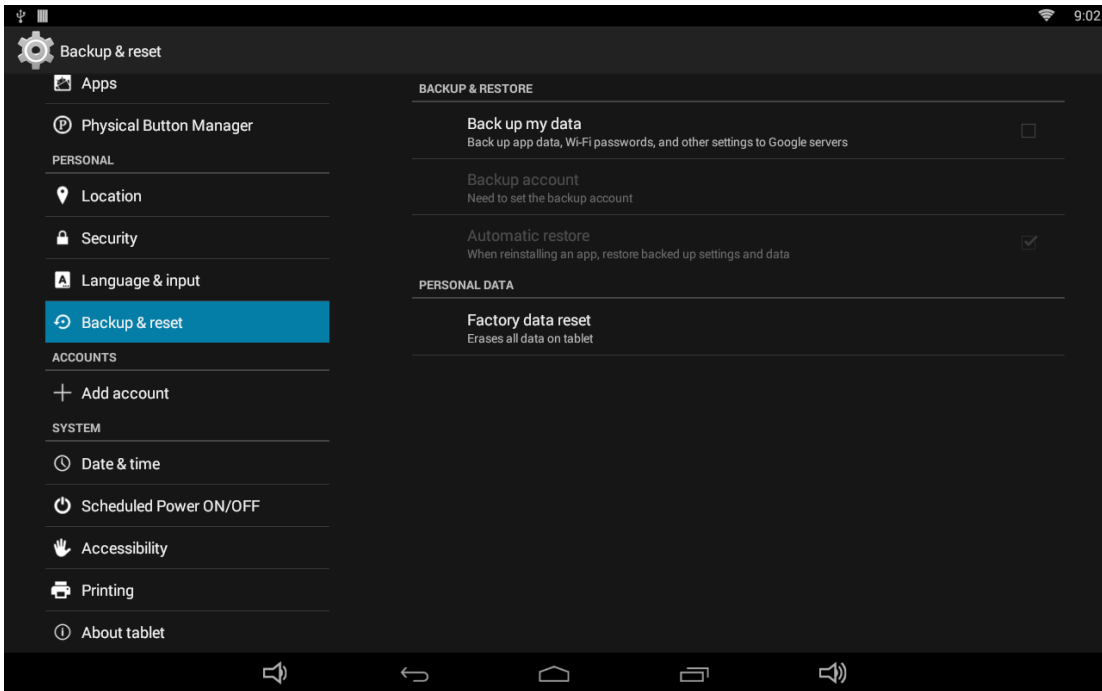 9:02
Backup & reset
Apps
Physical Button Manager
PERSONAL
Location
Security
Language & input
Backup & reset
ACCOUNTS
Add account
SYSTEM
Date & time
Scheduled Power ON/OFF
Accessibility
Printing
About tablet
BACKUP & RESTORE
Back up my data
Back up app data, Wi-Fi passwords, and other settings to Google servers
Backup account
Need to set the backup account
Automatic restore
When reinstalling an app, restore backed up settings and data
PERSONAL DATA
Factory data reset
Erases all data on tablet